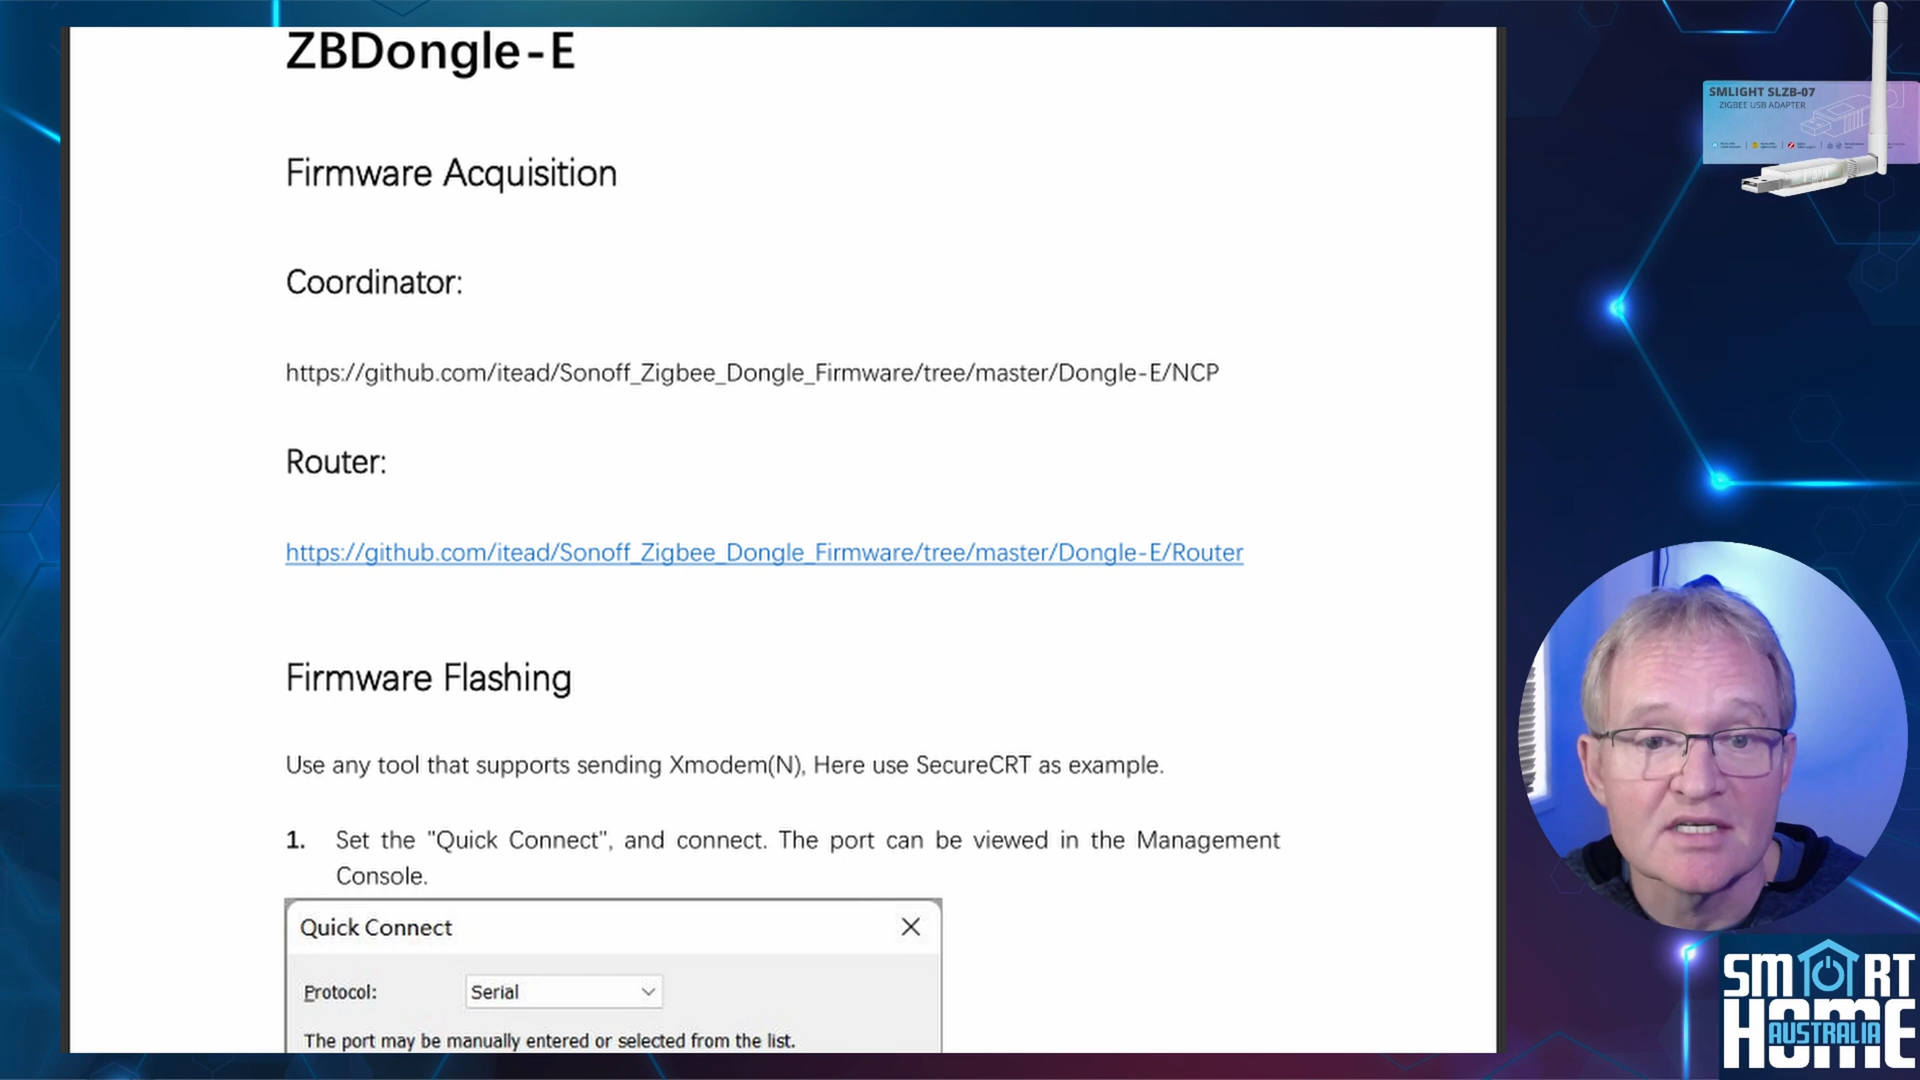 ZBDongle-E
Firmware Acquisition
Coordinator:
https://github.com/itead/Sonoff_Zigbee_Dongle_Firmware/tree/master/Dongle-E/NCP
Router:
https://github.com/itead/Sonoff_Zigbee_Dongle_Firmware/tree/master/Dongle-E/Router
Firmware Flashing
Use any tool that supports sending Xmodem(N), Here use SecureCRT as example.
1. Set the "Quick Connect", and connect. The port can be viewed in the Management
Console.
Quick Connect
Protocol: Serial
The port may be manually entered or selected from the list.
SMLIGHT SLZB-07
ZIGBEE USB ADAPTER
SMART
HOME
AUSTRALIA